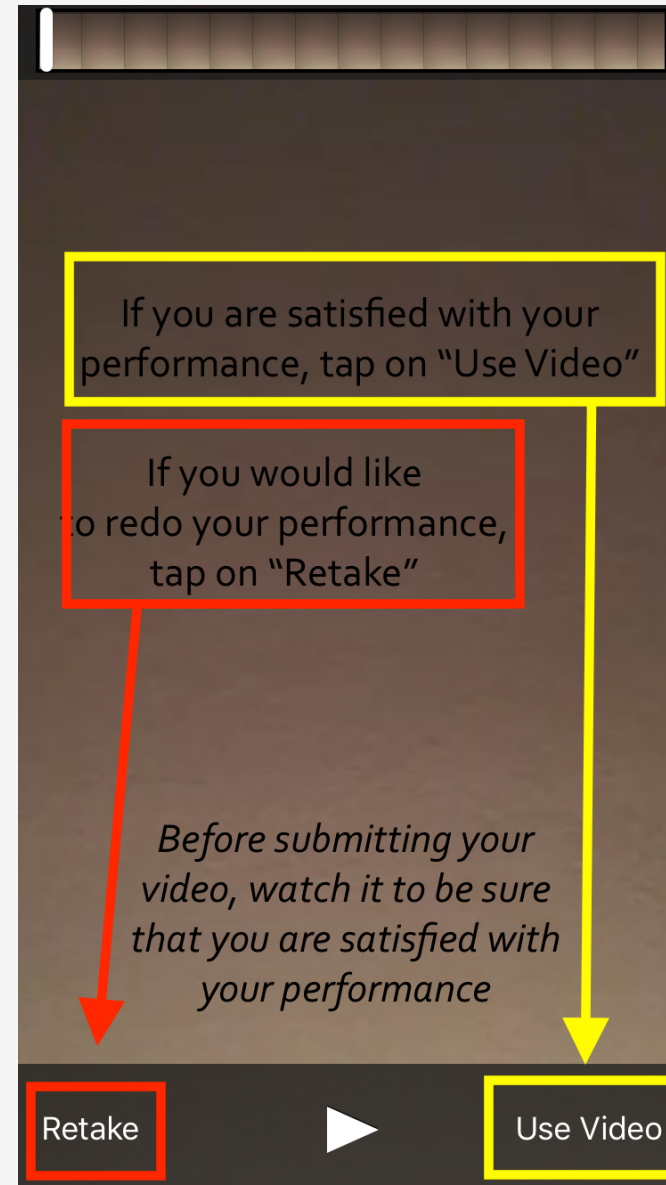 If you are satisfied with your
performance, tap on “Use Video”
If you would like
to redo your performance,
tap on “Retake”
Before submitting your
video, watch it to be sure
that you are satisfied with
your performance
Retake
Use Video